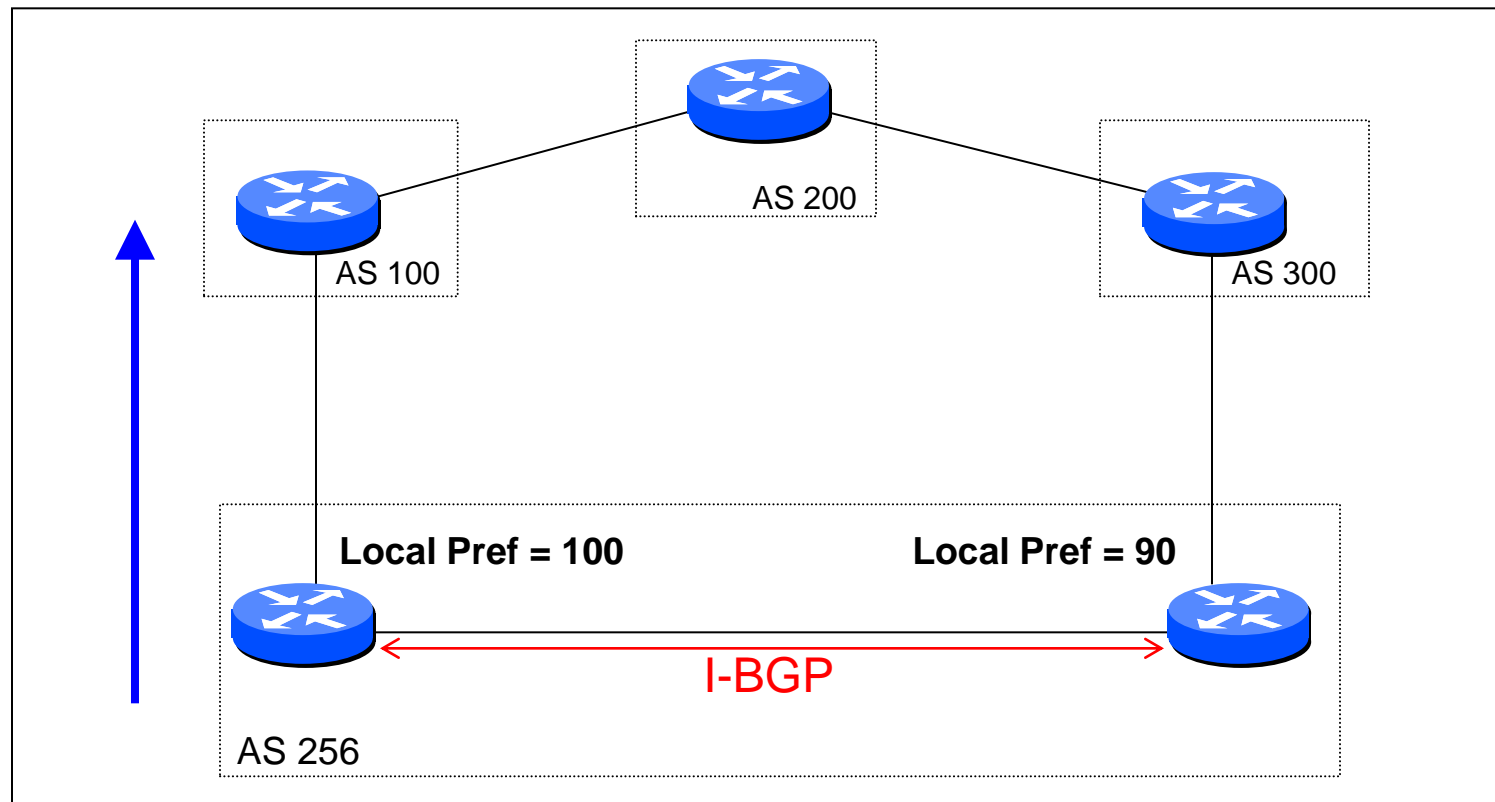 AS 200
AS 100
AS 300
Local Pref = 100
Local Pref = 90
I-BGP
AS 256